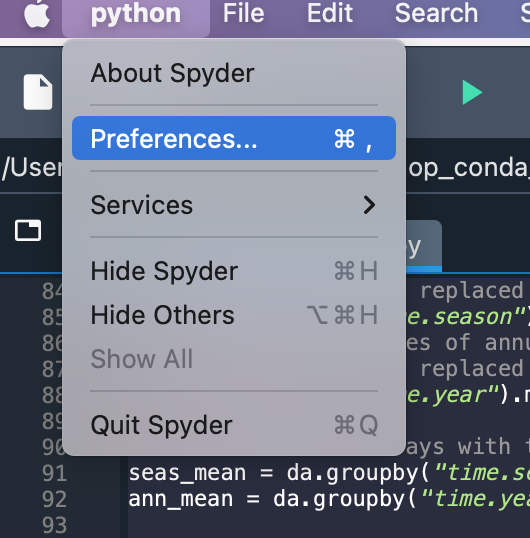 python File Edit Search
About Spyder
Preferences... ⌘ ,
/User op_conda_
Services
y
Hide Spyder ⌘H
84 replaced
Hide Others ⌥⌘H
85 e.season")
86 es of annu
Show All
87 replaced
88 e.year").m
89
Quit Spyder ⌘Q
90 ays with t
91 seas_mean = da.groupby("time.se
92 ann_mean = da.groupby("time.yea
93